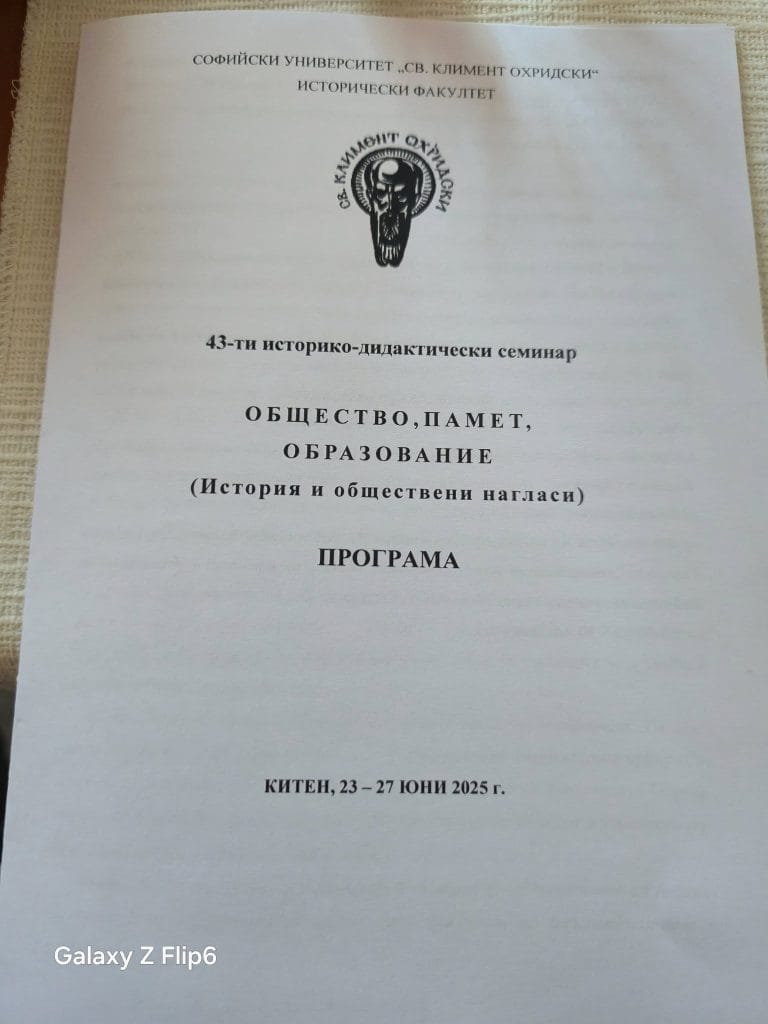 СОФИЙСКИ УНИВЕРСИТЕТ „СВ. КЛИМЕНТ ОХРИДСКИ“
ИСТОРИЧЕСКИ ФАКУЛТЕТ
СВ. КЛИМЕНТ ОХРИДСКИ
43-ти историко-дидактически семинар
ОБЩЕСТВО, ПАМЕТ,
ОБРАЗОВАНИЕ
(История и обществени нагласи)
ПРОГРАМА
КИТЕН, 23 – 27 ЮНИ 2025 г.
Galaxy Z Flip6